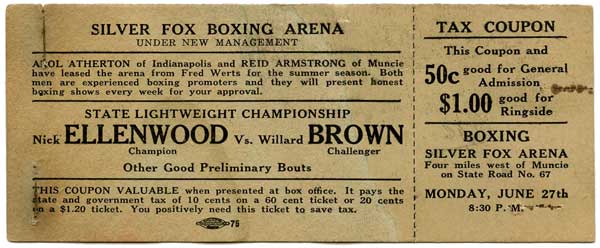 SILVER FOX BOXING ARENA
UNDER NEW MANAGEMENT
AROL ATHERTON of Indianapolis and REID ARMSTRONG of Muncie
have leased the arena from Fred Werts for the summer season. Both
men are experienced boxing promoters and they will present honest
boxing shows every week for your approval.
STATE LIGHTWEIGHT CHAMPIONSHIP
Nick ELLENWOOD Vs. Willard BROWN
Champion Challenger
Other Good Preliminary Bouts
THIS COUPON VALUABLE when presented at box office. It pays the
state and government tax of 10 cents on a 60 cent ticket or 20 cents
on a $1.20 ticket. You positively need this ticket to save tax.
76
TAX COUPON
This Coupon and
50c good for General
Admission
$1.00 good for
Ringside
BOXING
SILVER FOX ARENA
Four miles west of Muncie
on State Road No. 67
MONDAY, JUNE 27th
8:30 P. M.